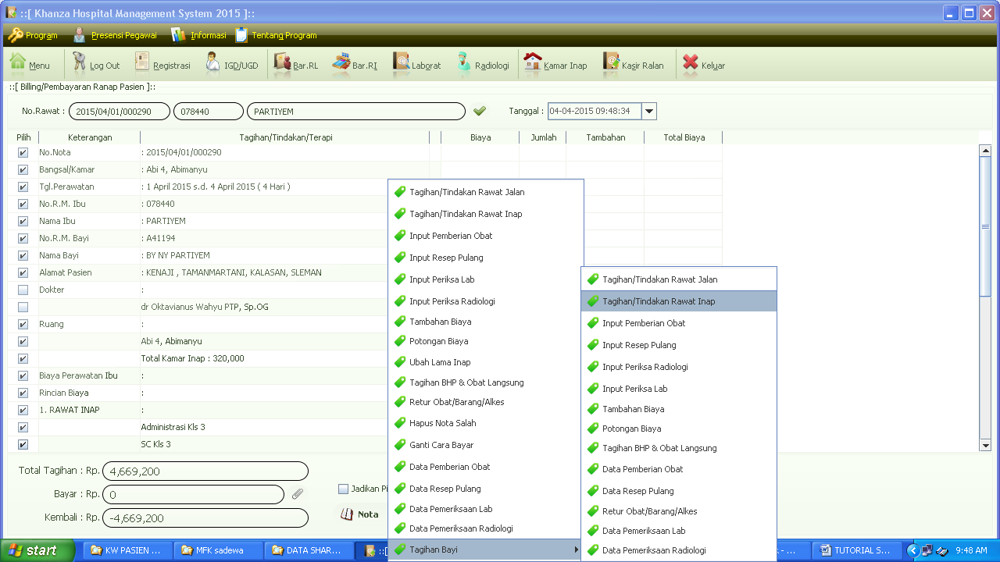 ::[ Khanza Hospital Management System 2015 ]::
Program Presensi Pegawai Informasi Tentang Program
Menu Log Out Registrasi IGD/UGD Bar.RL Bar.RI Laborat Radiologi Kamar Inap Kasir Ralan Keluar
::[ Billing/Pembayaran Ranap Pasien ]::
No.Rawat : 2015/04/01/000290 078440 PARTIYEM Tanggal : 04-04-2015 09:48:34
Pilih Keterangan Tagihan/Tindakan/Terapi Biaya Jumlah Tambahan Total Biaya
No.Nota : 2015/04/01/000290
Bangsal/Kamar : Abi 4, Abimanyu
Tgl.Perawatan : 1 April 2015 s.d. 4 April 2015 ( 4 Hari )
No.R.M. Ibu : 078440
Nama Ibu : PARTIYEM
No.R.M. Bayi : A41194
Nama Bayi : BY NY PARTIYEM
Alamat Pasien : KENAJI , TAMANMARTANI, KALASAN, SLEMAN
Dokter :
dr Oktavianus Wahyu PTP, Sp.OG
Ruang :
Abi 4, Abimanyu
Total Kamar Inap : 320,000
Biaya Perawatan Ibu :
Rincian Biaya :
1. RAWAT INAP :
Administrasi Kls 3
SC Kls 3
Tagihan/Tindakan Rawat Jalan
Tagihan/Tindakan Rawat Inap
Input Pemberian Obat
Input Resep Pulang
Input Periksa Lab
Input Periksa Radiologi
Tambahan Biaya
Potongan Biaya
Ubah Lama Inap
Tagihan BHP & Obat Langsung
Retur Obat/Barang/Alkes
Hapus Nota Salah
Ganti Cara Bayar
Data Pemberian Obat
Data Resep Pulang
Data Pemeriksaan Lab
Data Pemeriksaan Radiologi
Tagihan Bayi
Tagihan/Tindakan Rawat Jalan
Tagihan/Tindakan Rawat Inap
Input Pemberian Obat
Input Resep Pulang
Input Periksa Radiologi
Input Periksa Lab
Tambahan Biaya
Potongan Biaya
Tagihan BHP & Obat Langsung
Data Pemberian Obat
Data Resep Pulang
Retur Obat/Barang/Alkes
Data Pemeriksaan Lab
Data Pemeriksaan Radiologi
Total Tagihan : Rp. 4,669,200
Bayar : Rp. 0 Jadikan Pi
Kembali : Rp. -4,669,200 Nota
start KW PASIEN ... MFK sadewa DATA SHAR... ::[ k - ... TUTORIAL S... 9:48 AM